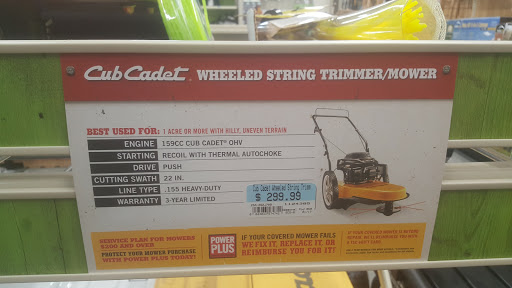 Cub Cadet WHEELED STRING TRIMMER/MOWER
BEST USED FOR: 1 ACRE OR MORE WITH HILLY, UNEVEN TERRAIN
ENGINE 159CC CUB CADET® OHV
STARTING RECOIL WITH THERMAL AUTOCHOKE
DRIVE PUSH
CUTTING SWATH 22 IN.
LINE TYPE .155 HEAVY-DUTY
WARRANTY 3-YEAR LIMITED
Cub Cadet Wheeled String Trimm
$ 299.99
SERVICE PLAN FOR MOWERS
$200 AND OVER
PROTECT YOUR MOWER PURCHASE
WITH POWER PLUS TODAY!
POWER
PLUS
IF YOUR COVERED MOWER FAILS
WE FIX IT, REPLACE IT, OR
REIMBURSE YOU FOR IT!